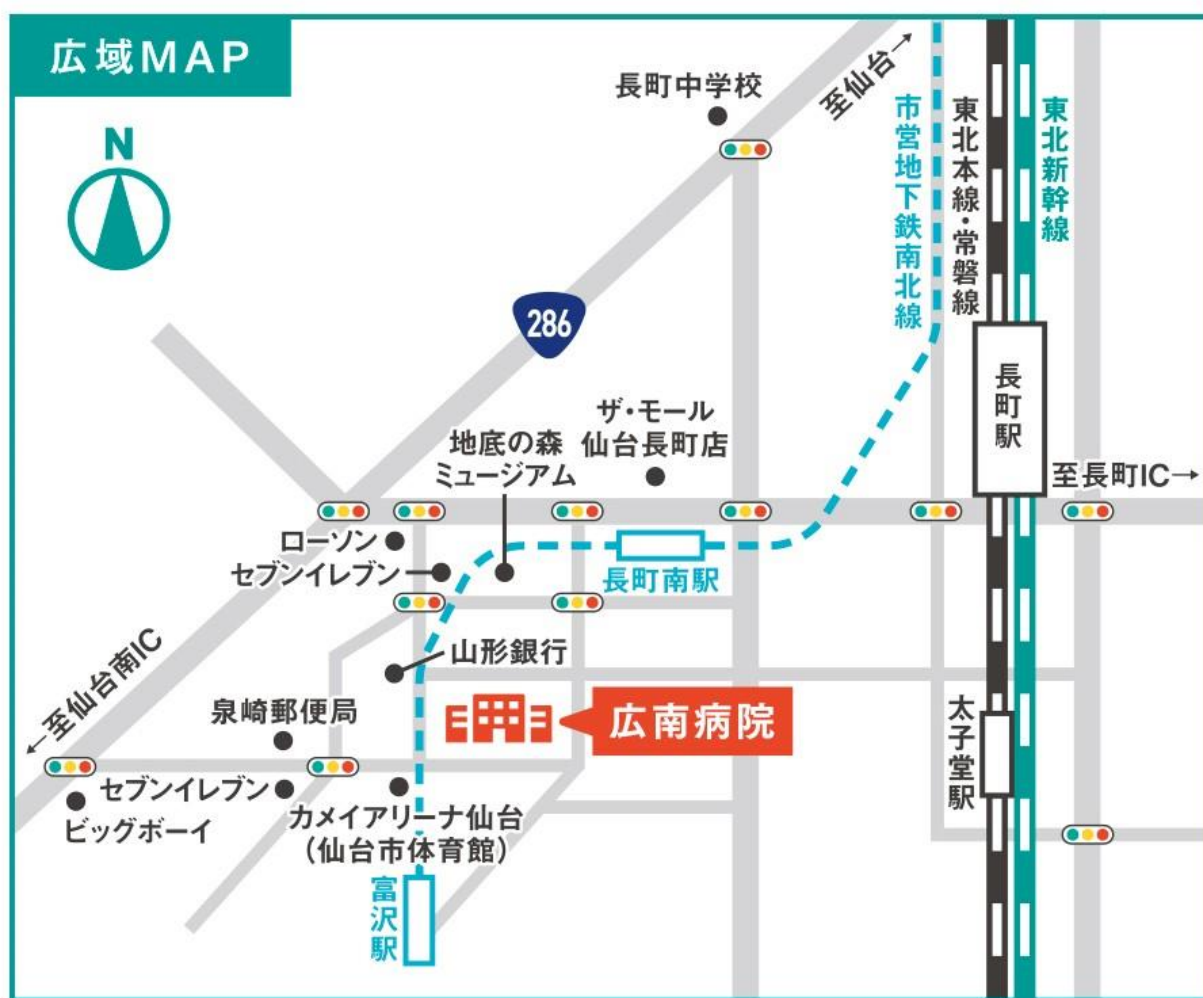 広域MAP
N
長町中学校
至仙台→
市営地下鉄南北線
東北本線・常磐線
東北新幹線
286
長町駅
ザ・モール
仙台長町店
地底の森
ミュージアム
至長町IC→
ローソン
セブンイレブン
長町南駅
山形銀行
←至仙台南IC
泉崎郵便局
広南病院
太子堂駅
セブンイレブン
ビッグボーイ
カメイアリーナ仙台
(仙台市体育館)
富沢駅